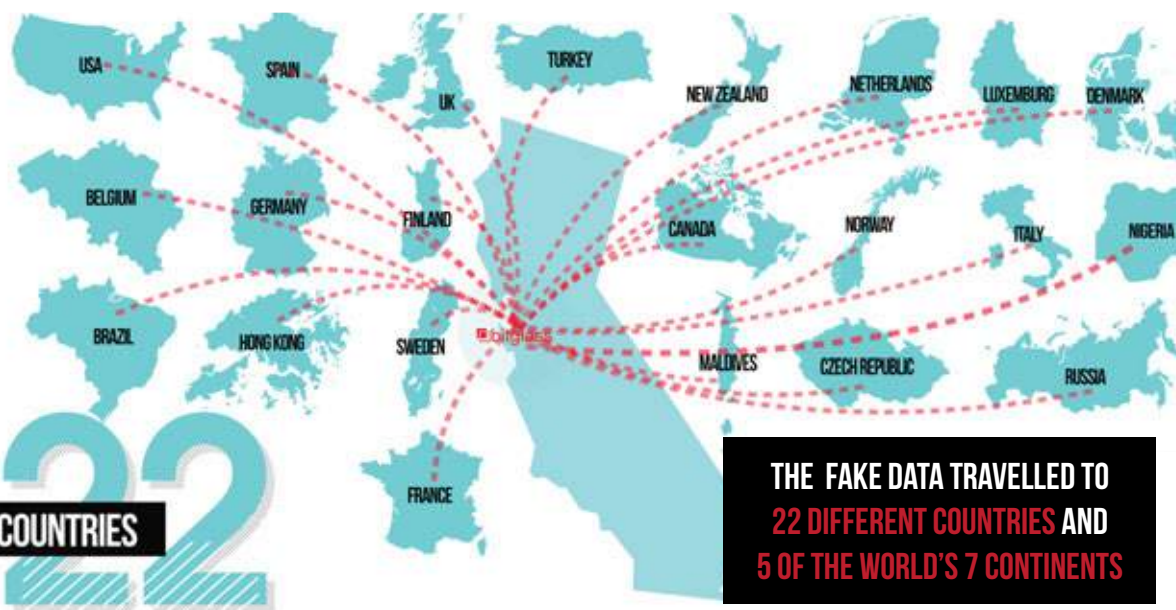 USA
SPAIN
UK
TURKEY
NEW ZEALAND
NETHERLANDS
LUXEMBURG
DENMARK
BELGIUM
GERMANY
FINLAND
CANADA
NORWAY
ITALY
NIGERIA
BRAZIL
HONG KONG
SWEDEN
bitglass
MALDIVES
CZECH REPUBLIC
RUSSIA
FRANCE
22
COUNTRIES
THE FAKE DATA TRAVELLED TO
22 DIFFERENT COUNTRIES AND
5 OF THE WORLD'S 7 CONTINENTS